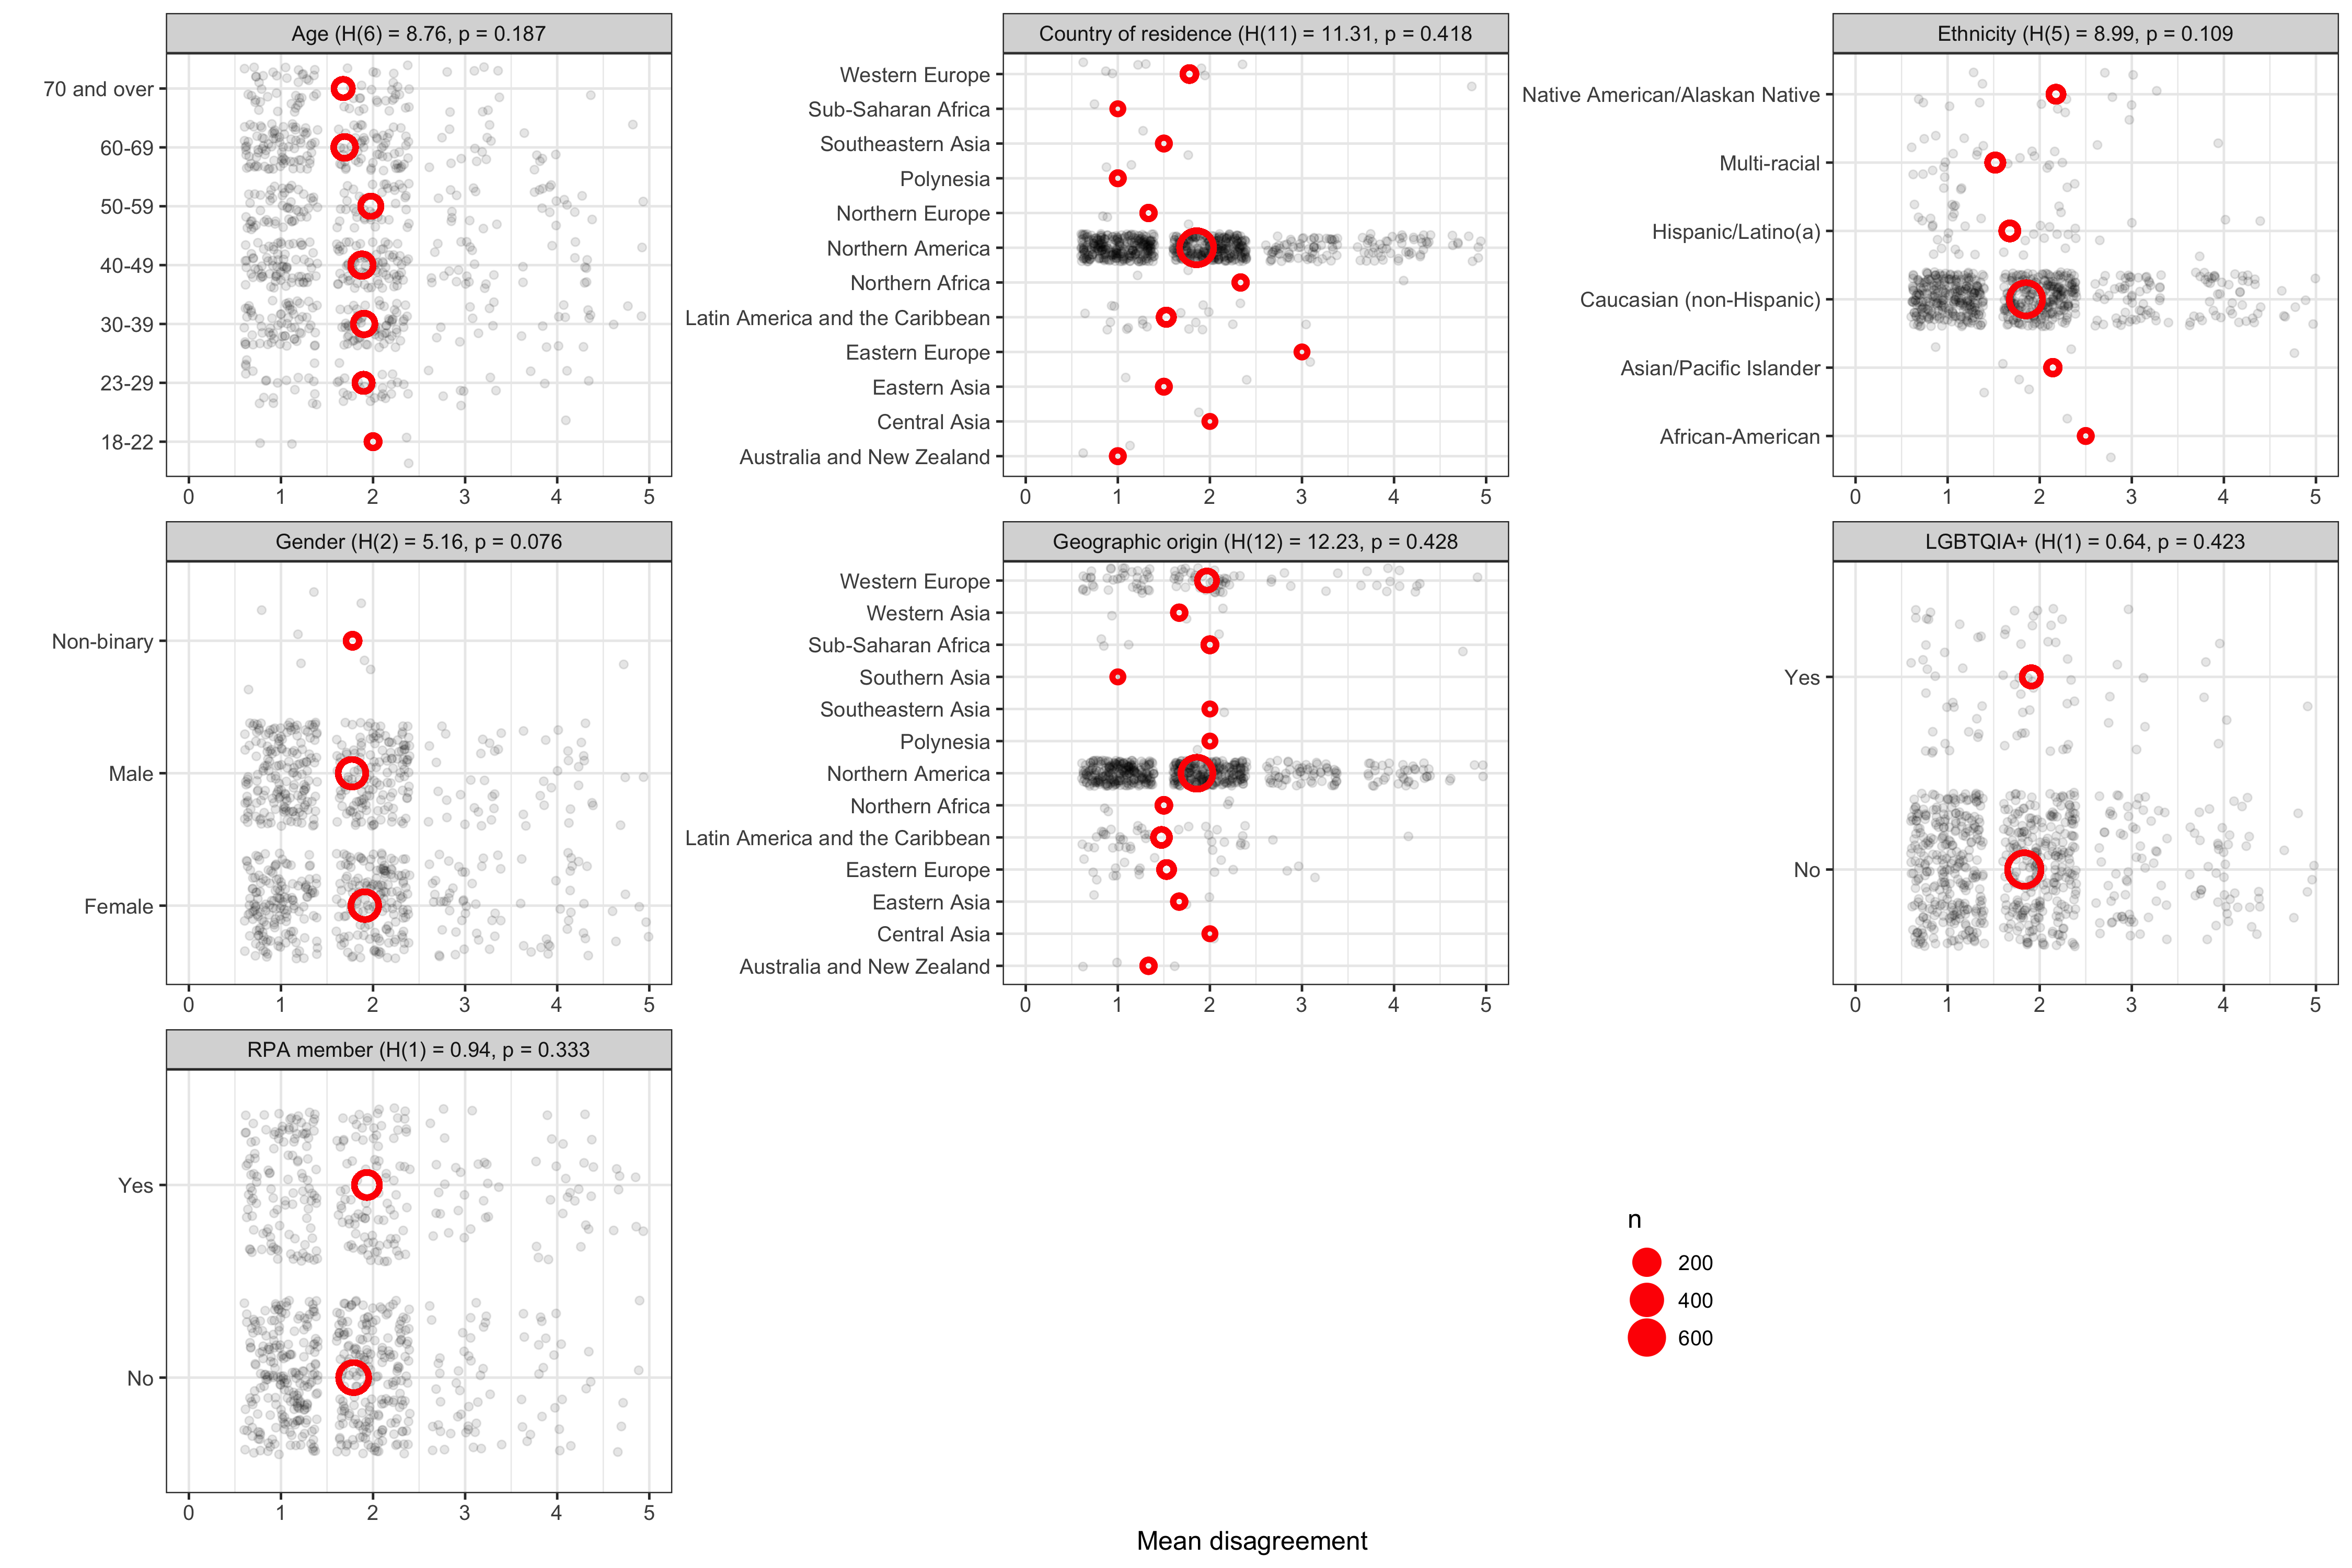 Age (H(6) = 8.76, p = 0.187
70 and over
60-69
50-59
40-49
30-39
23-29
18-22
0 1 2 3 4 5
Country of residence (H(11) = 11.31, p = 0.418
Western Europe
Sub-Saharan Africa
Southeastern Asia
Polynesia
Northern Europe
Northern America
Northern Africa
Latin America and the Caribbean
Eastern Europe
Eastern Asia
Central Asia
Australia and New Zealand
0 1 2 3 4 5
Ethnicity (H(5) = 8.99, p = 0.109
Native American/Alaskan Native
Multi-racial
Hispanic/Latino(a)
Caucasian (non-Hispanic)
Asian/Pacific Islander
African-American
0 1 2 3 4 5
Gender (H(2) = 5.16, p = 0.076
Non-binary
Male
Female
0 1 2 3 4 5
Geographic origin (H(12) = 12.23, p = 0.428
Western Europe
Western Asia
Sub-Saharan Africa
Southern Asia
Southeastern Asia
Polynesia
Northern America
Northern Africa
Latin America and the Caribbean
Eastern Europe
Eastern Asia
Central Asia
Australia and New Zealand
0 1 2 3 4 5
LGBTQIA+ (H(1) = 0.64, p = 0.423
Yes
No
0 1 2 3 4 5
RPA member (H(1) = 0.94, p = 0.333
Yes
No
0 1 2 3 4 5
n
200
400
600
Mean disagreement